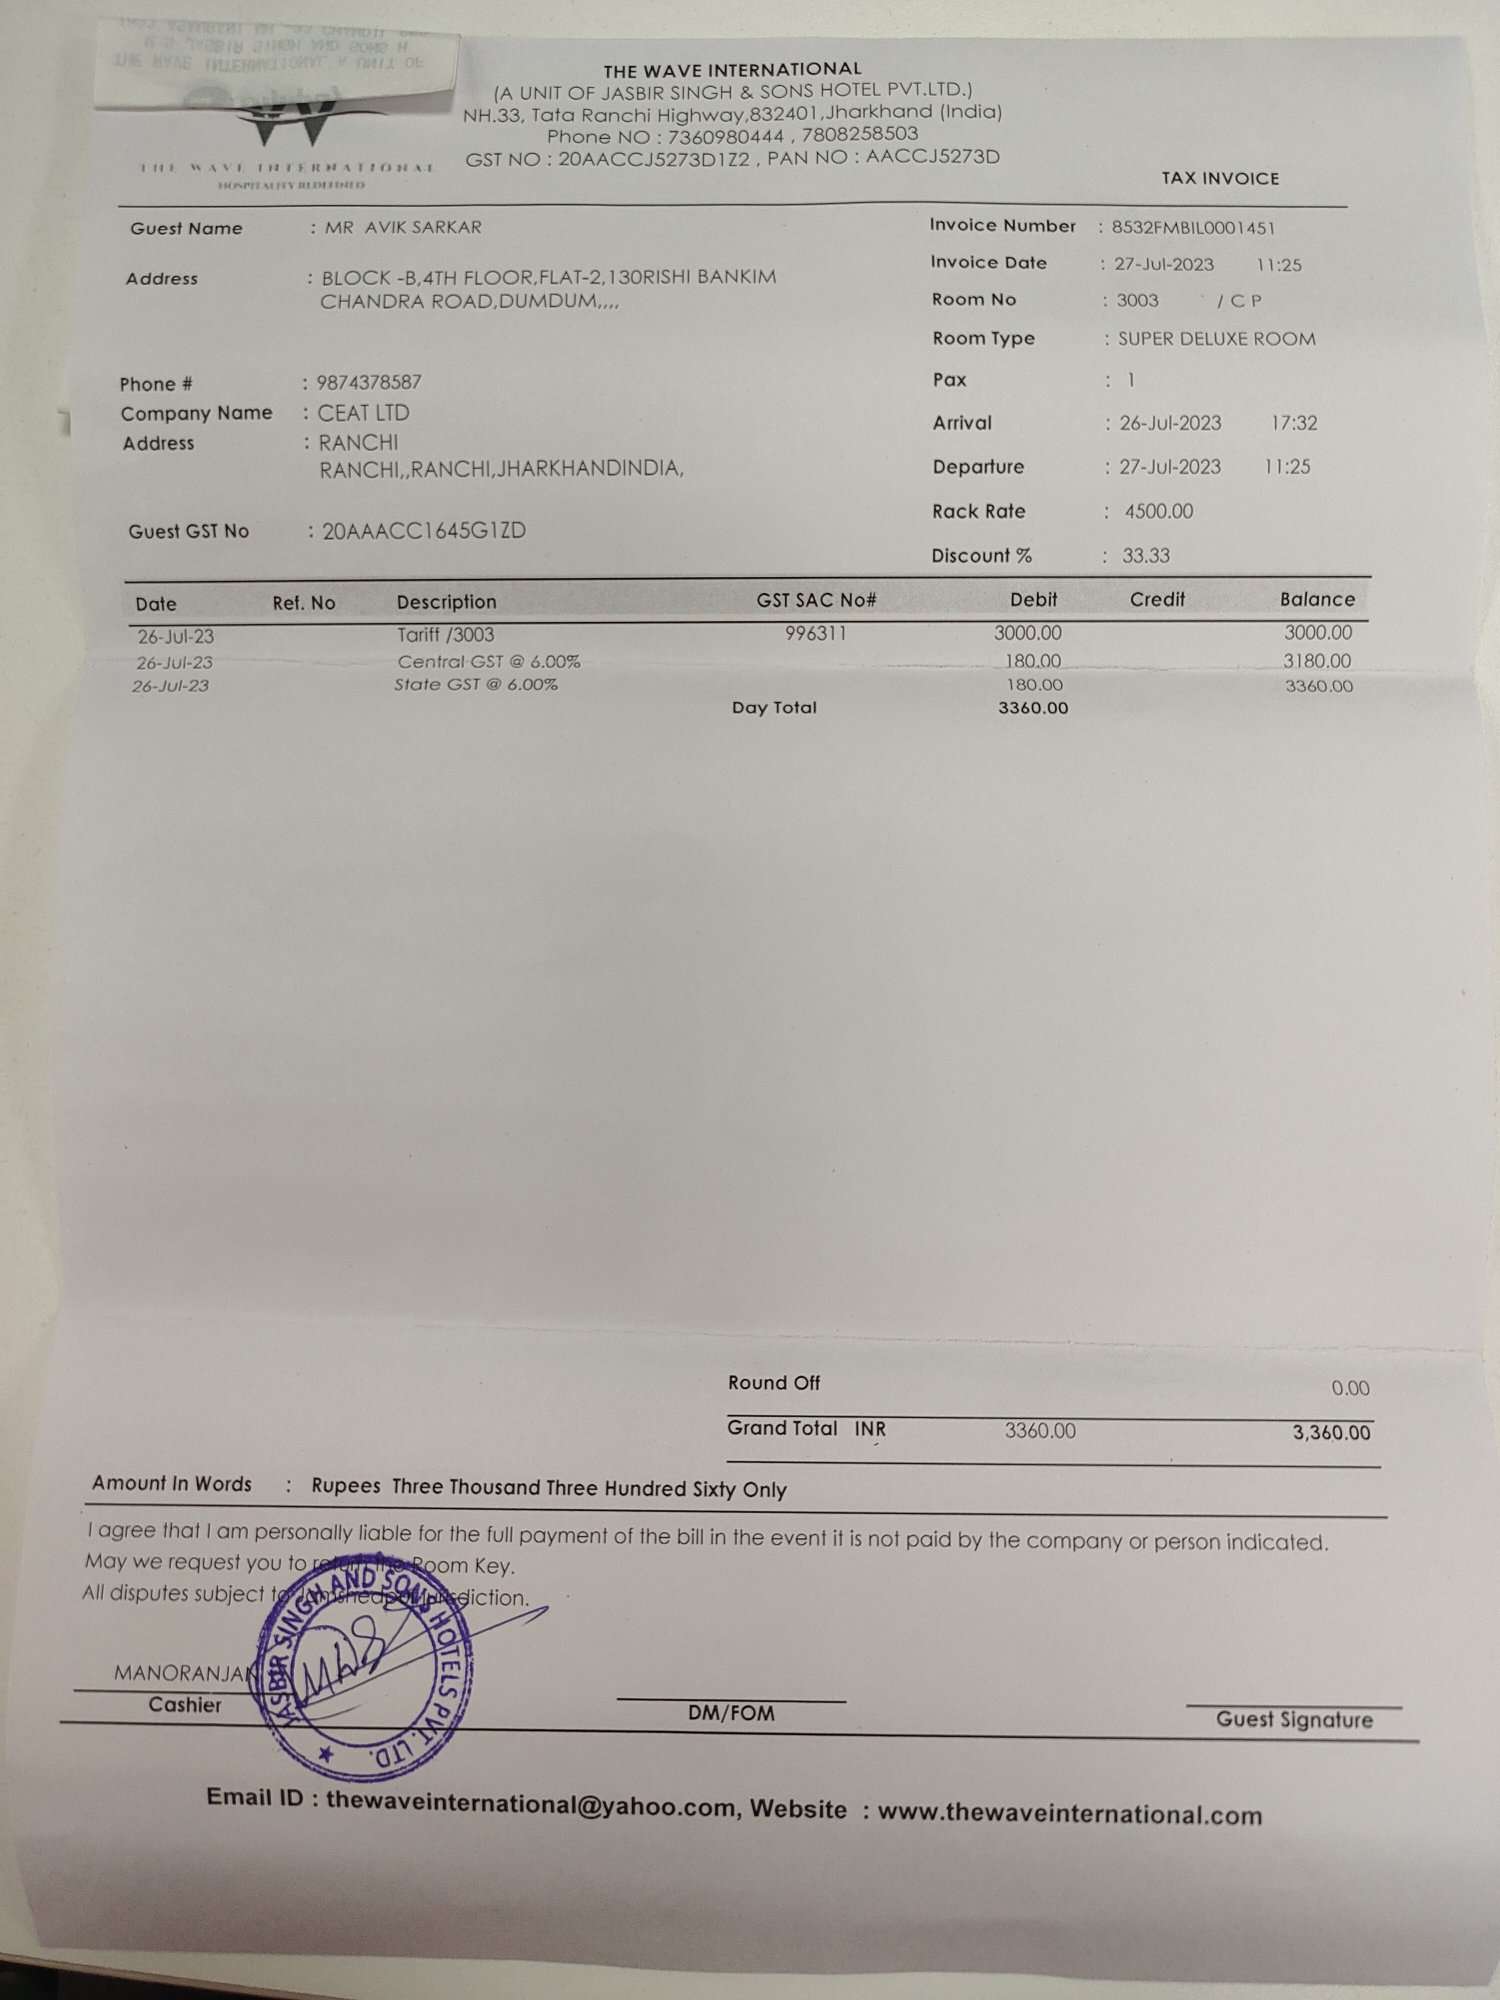 THE WAVE INTERNATIONAL
(A UNIT OF JASBIR SINGH & SONS HOTEL PVT.LTD.)
NH.33, Tata Ranchi Highway,832401,Jharkhand (India)
Phone NO : 7360980444 , 7808258503
GST NO : 20AACCJ5273D1Z2 , PAN NO : AACCJ5273D
THE WAVE INTERNATIONAL
HOSPITALITY REDEFINED
TAX INVOICE
Guest Name : MR AVIK SARKAR
Invoice Number : 8532FMBIL0001451
Address : BLOCK -B,4TH FLOOR,FLAT-2,130RISHI BANKIM
CHANDRA ROAD,DUMDUM,,,,
Invoice Date : 27-Jul-2023 11:25
Room No : 3003 / C P
Room Type : SUPER DELUXE ROOM
Phone # : 9874378587
Pax : 1
Company Name : CEAT LTD
Arrival : 26-Jul-2023 17:32
Address : RANCHI
RANCHI,,RANCHI,JHARKHANDINDIA,
Departure : 27-Jul-2023 11:25
Rack Rate : 4500.00
Guest GST No : 20AAACC1645G1ZD
Discount % : 33.33
Date Ref. No Description GST SAC No# Debit Credit Balance
26-Jul-23 Tariff /3003 996311 3000.00 3000.00
26-Jul-23 Central GST @ 6.00% 180.00 3180.00
26-Jul-23 State GST @ 6.00% 180.00 3360.00
Day Total 3360.00
Round Off 0.00
Grand Total INR 3360.00 3,360.00
Amount In Words : Rupees Three Thousand Three Hundred Sixty Only
I agree that I am personally liable for the full payment of the bill in the event it is not paid by the company or person indicated.
May we request you to return the Room Key.
All disputes subject to Jamshedpur jurisdiction.
JASBIR SINGH AND SONS HOTELS PVT. LTD.
MANORANJAN
Cashier
DM/FOM
Guest Signature
Email ID : thewaveinternational@yahoo.com, Website : www.thewaveinternational.com